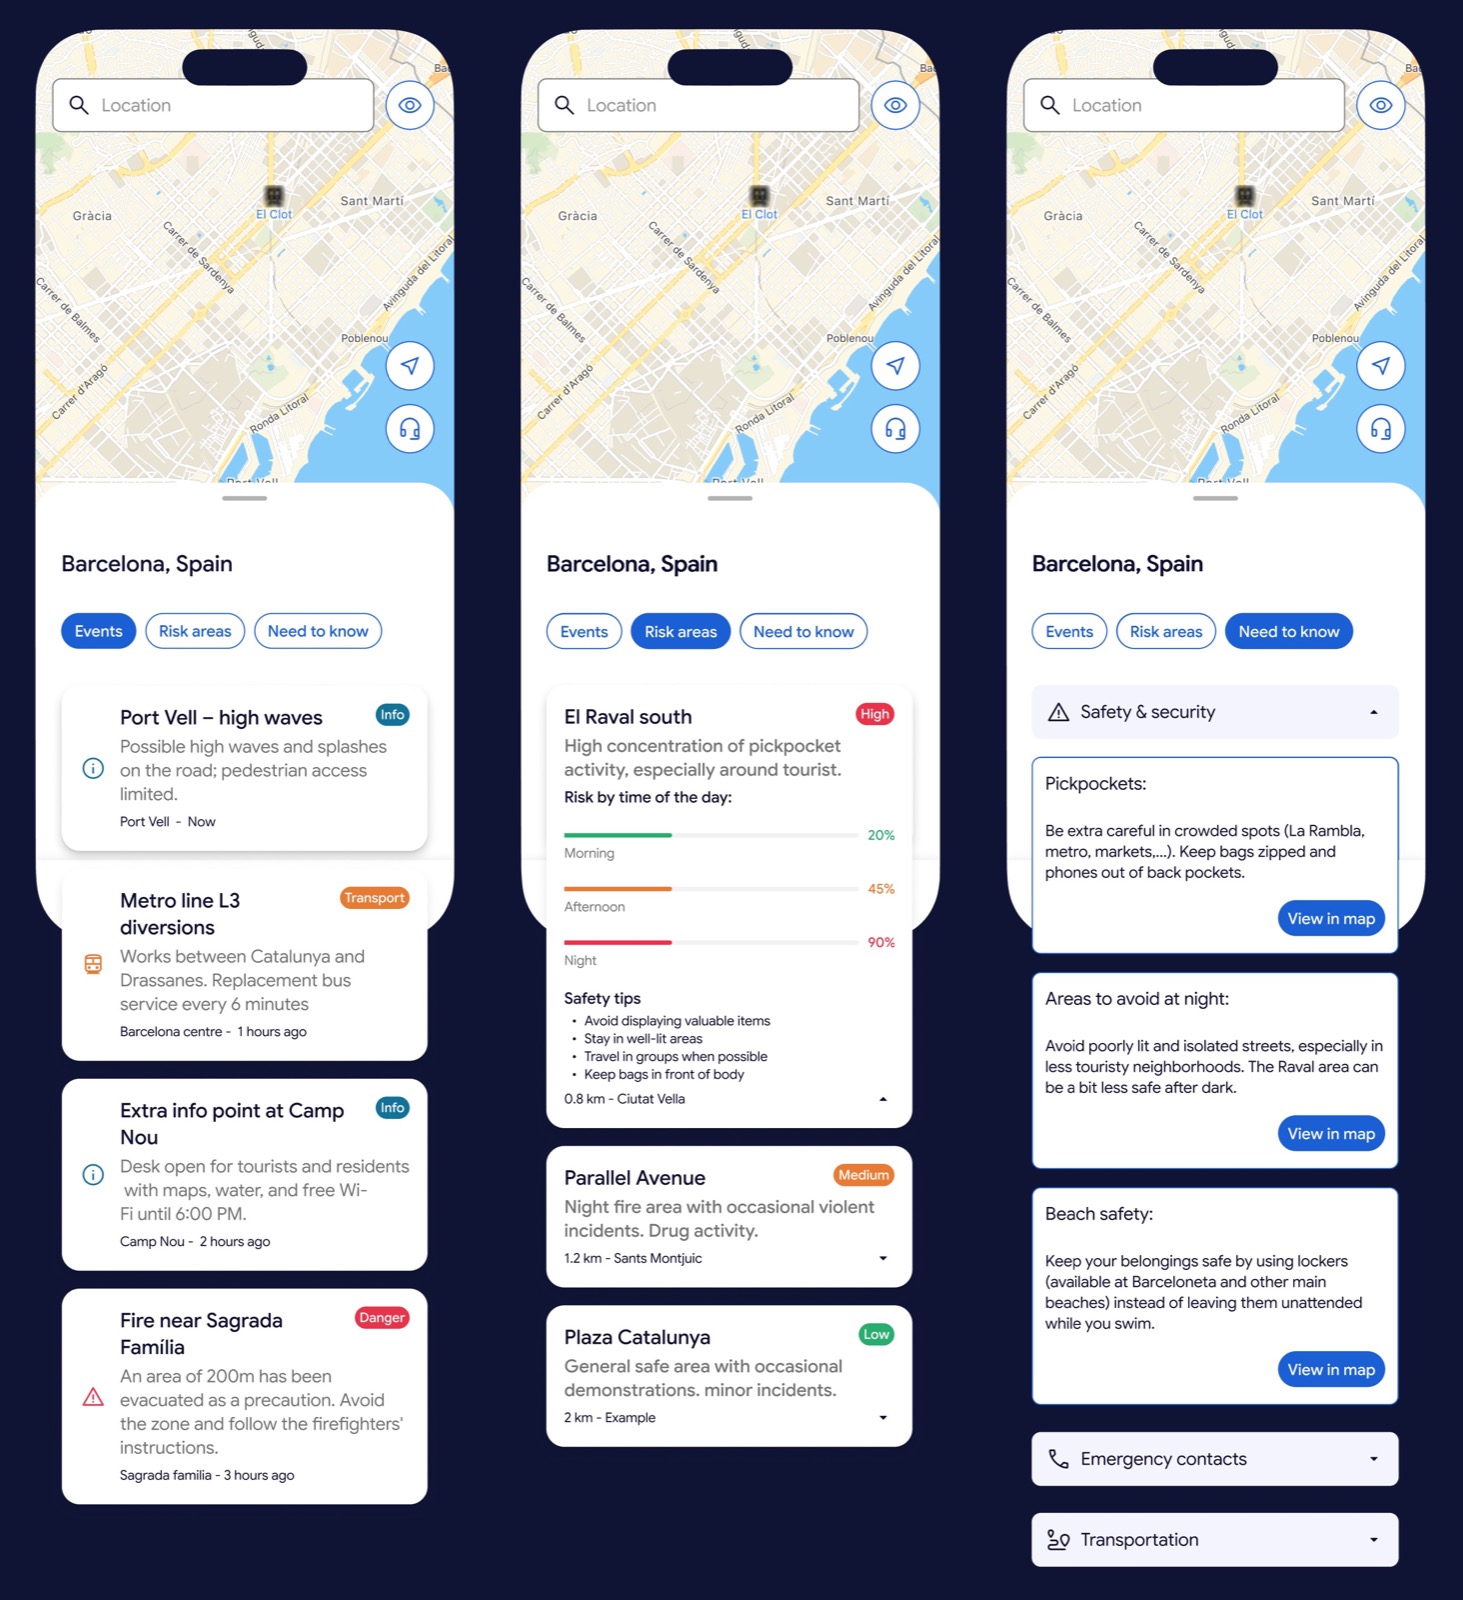 Location
Ba
Gràcia
Sant Martí
El Clot
Carrer de Sardenya
Carrer de Balmes
Avinguda del Litoral
Poblenou
Carrer d'Aragó
Ronda Litoral
Port Vell
Barcelona, Spain
Events
Risk areas
Need to know
Port Vell – high waves
Info
Possible high waves and splashes
on the road; pedestrian access
limited.
Port Vell - Now
Metro line L3
diversions
Transport
Works between Catalunya and
Drassanes. Replacement bus
service every 6 minutes
Barcelona centre - 1 hours ago
Extra info point at Camp
Nou
Info
Desk open for tourists and residents
with maps, water, and free Wi-
Fi until 6:00 PM.
Camp Nou - 2 hours ago
Fire near Sagrada
Família
Danger
An area of 200m has been
evacuated as a precaution. Avoid
the zone and follow the firefighters'
instructions.
Sagrada familia - 3 hours ago
Location
Ba
Gràcia
Sant Martí
El Clot
Carrer de Sardenya
Carrer de Balmes
Avinguda del Litoral
Poblenou
Carrer d'Aragó
Ronda Litoral
Port Vell
Barcelona, Spain
Events
Risk areas
Need to know
El Raval south
High
High concentration of pickpocket
activity, especially around tourist.
Risk by time of the day:
20%
Morning
45%
Afternoon
90%
Night
Safety tips
• Avoid displaying valuable items
• Stay in well-lit areas
• Travel in groups when possible
• Keep bags in front of body
0.8 km - Ciutat Vella
Parallel Avenue
Medium
Night fire area with occasional violent
incidents. Drug activity.
1.2 km - Sants Montjuic
Plaza Catalunya
Low
General safe area with occasional
demonstrations. minor incidents.
2 km - Example
Location
Ba
Gràcia
Sant Martí
El Clot
Carrer de Sardenya
Carrer de Balmes
Avinguda del Litoral
Poblenou
Carrer d'Aragó
Ronda Litoral
Port Vell
Barcelona, Spain
Events
Risk areas
Need to know
Safety & security
Pickpockets:
Be extra careful in crowded spots (La Rambla,
metro, markets,...). Keep bags zipped and
phones out of back pockets.
View in map
Areas to avoid at night:
Avoid poorly lit and isolated streets, especially in
less touristy neighborhoods. The Raval area can
be a bit less safe after dark.
View in map
Beach safety:
Keep your belongings safe by using lockers
(available at Barceloneta and other main
beaches) instead of leaving them unattended
while you swim.
View in map
Emergency contacts
Transportation